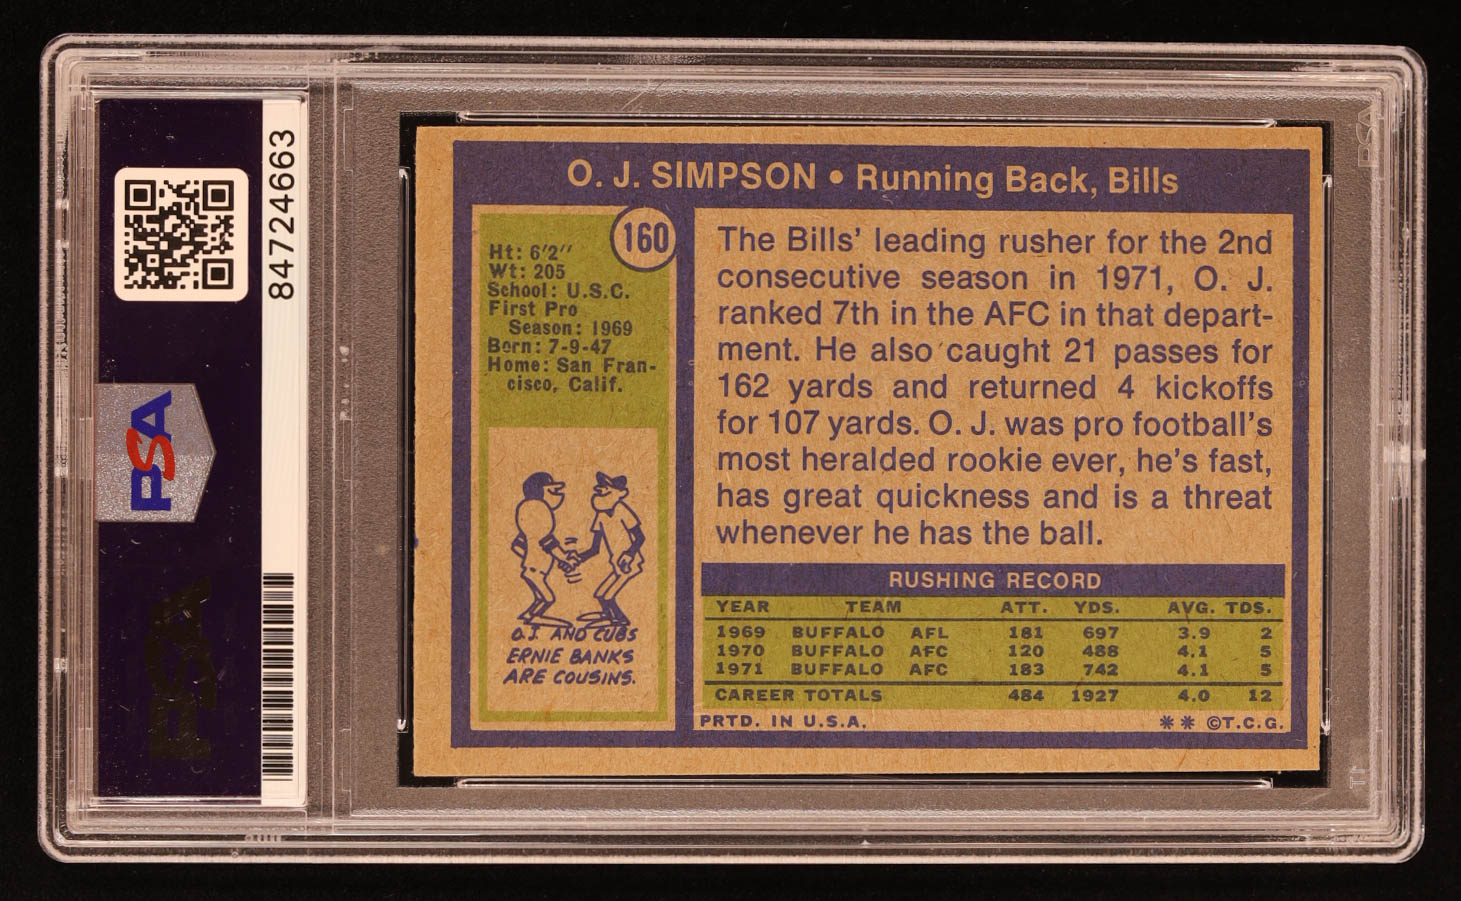 84724663
PSA
PSA
O. J. SIMPSON • Running Back, Bills
160
Ht: 6'2''
Wt: 205
School: U.S.C.
First Pro
Season: 1969
Born: 7-9-47
Home: San Fran-
cisco, Calif.
O.J. AND CUBS
ERNIE BANKS
ARE COUSINS.
The Bills' leading rusher for the 2nd
consecutive season in 1971, O. J.
ranked 7th in the AFC in that depart-
ment. He also caught 21 passes for
162 yards and returned 4 kickoffs
for 107 yards. O. J. was pro football's
most heralded rookie ever, he's fast,
has great quickness and is a threat
whenever he has the ball.
RUSHING RECORD
YEAR TEAM ATT. YDS. AVG. TDS.
1969 BUFFALO AFL 181 697 3.9 2
1970 BUFFALO AFC 120 488 4.1 5
1971 BUFFALO AFC 183 742 4.1 5
CAREER TOTALS 484 1927 4.0 12
PRTD. IN U.S.A. ** ©T.C.G.
PSA